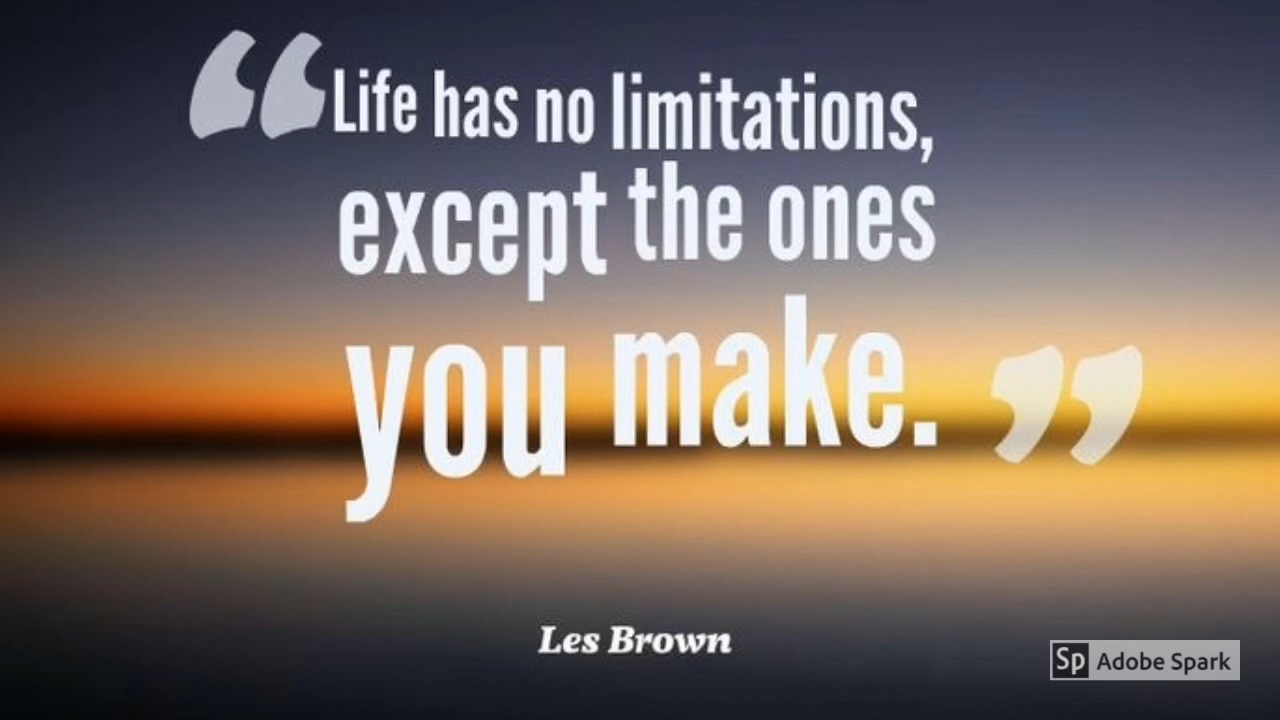 “Life has no limitations,
except the ones
you make.”
Les Brown
Sp Adobe Spark